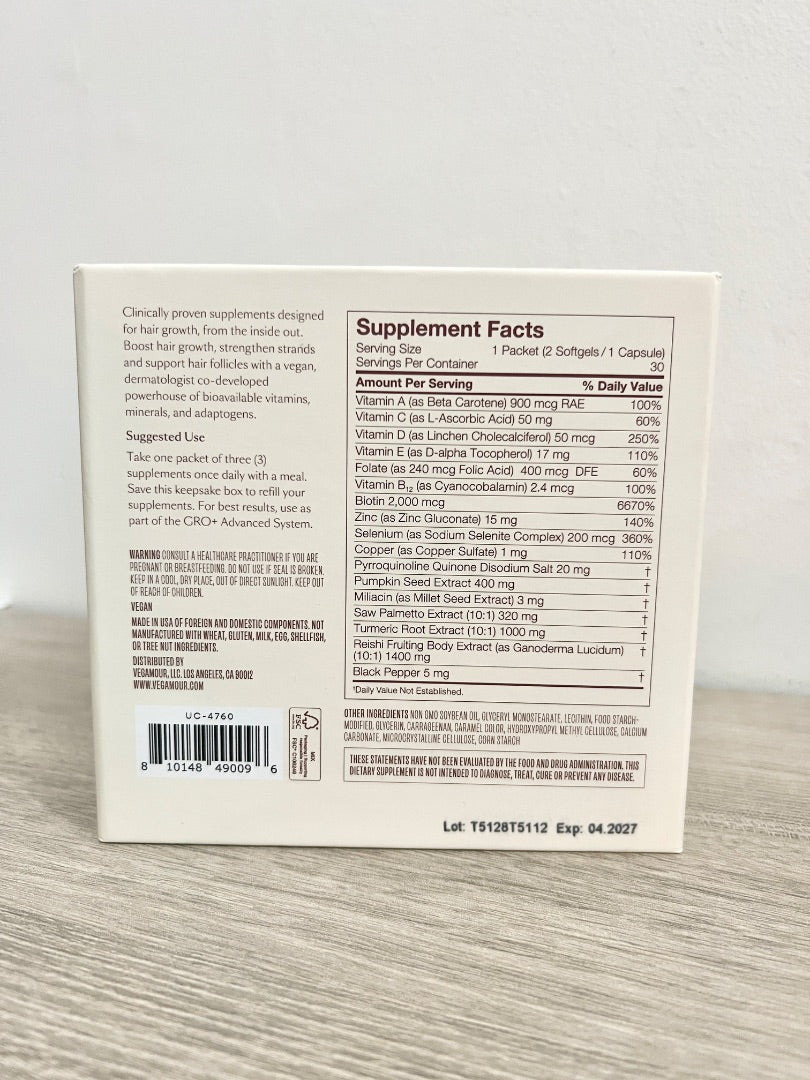 Clinically proven supplements designed
for hair growth, from the inside out.
Boost hair growth, strengthen strands
and support hair follicles with a vegan,
dermatologist co-developed
powerhouse of bioavailable vitamins,
minerals, and adaptogens.
Suggested Use
Take one packet of three (3)
supplements once daily with a meal.
Save this keepsake box to refill your
supplements. For best results, use as
part of the GRO+ Advanced System.
WARNING CONSULT A HEALTHCARE PRACTITIONER IF YOU ARE
PREGNANT OR BREASTFEEDING. DO NOT USE IF SEAL IS BROKEN.
KEEP IN A COOL, DRY PLACE, OUT OF DIRECT SUNLIGHT. KEEP OUT
OF REACH OF CHILDREN.
VEGAN
MADE IN USA OF FOREIGN AND DOMESTIC COMPONENTS. NOT
MANUFACTURED WITH WHEAT, GLUTEN, MILK, EGG, SHELLFISH,
OR TREE NUT INGREDIENTS.
DISTRIBUTED BY
VEGAMOUR, LLC. LOS ANGELES, CA 90012
WWW.VEGAMOUR.COM
UC-4760
8 10148 49009 6
FSC
MIX
Supplement Facts
Serving Size 1 Packet (2 Softgels / 1 Capsule)
Servings Per Container 30
Amount Per Serving % Daily Value
Vitamin A (as Beta Carotene) 900 mcg RAE 100%
Vitamin C (as L-Ascorbic Acid) 50 mg 60%
Vitamin D (as Linchen Cholecalciferol) 50 mcg 250%
Vitamin E (as D-alpha Tocopherol) 17 mg 110%
Folate (as 240 mcg Folic Acid) 400 mcg DFE 60%
Vitamin B12 (as Cyanocobalamin) 2.4 mcg 100%
Biotin 2,000 mcg 6670%
Zinc (as Zinc Gluconate) 15 mg 140%
Selenium (as Sodium Selenite Complex) 200 mcg 360%
Copper (as Copper Sulfate) 1 mg 110%
Pyrroquinoline Quinone Disodium Salt 20 mg †
Pumpkin Seed Extract 400 mg †
Miliacin (as Millet Seed Extract) 3 mg †
Saw Palmetto Extract (10:1) 320 mg †
Turmeric Root Extract (10:1) 1000 mg †
Reishi Fruiting Body Extract (as Ganoderma Lucidum) †
(10:1) 1400 mg
Black Pepper 5 mg †
†Daily Value Not Established.
OTHER INGREDIENTS NON GMO SOYBEAN OIL, GLYCERYL MONOSTEARATE, LECITHIN, FOOD STARCH-
MODIFIED, GLYCERIN, CARRAGEENAN, CARAMEL COLOR, HYDROXYPROPYL METHYL CELLULOSE, CALCIUM
CARBONATE, MICROCRYSTALLINE CELLULOSE, CORN STARCH
THESE STATEMENTS HAVE NOT BEEN EVALUATED BY THE FOOD AND DRUG ADMINISTRATION. THIS
DIETARY SUPPLEMENT IS NOT INTENDED TO DIAGNOSE, TREAT, CURE OR PREVENT ANY DISEASE.
Lot: T5128T5112 Exp: 04.2027